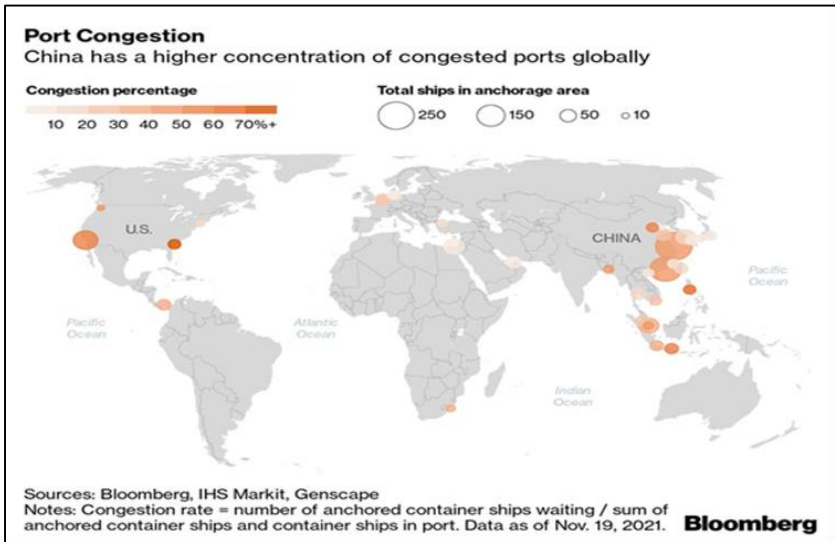 Port Congestion
China has a higher concentration of congested ports globally
Congestion percentage
10 20 30 40 50 60 70%+
Total ships in anchorage area
250 150 50 10
U.S.
CHINA
Pacific
Ocean
Atlantic
Ocean
Pacific
Ocean
Indian
Ocean
Sources: Bloomberg, IHS Markit, Genscape
Notes: Congestion rate = number of anchored container ships waiting / sum of
anchored container ships and container ships in port. Data as of Nov. 19, 2021.
Bloomberg